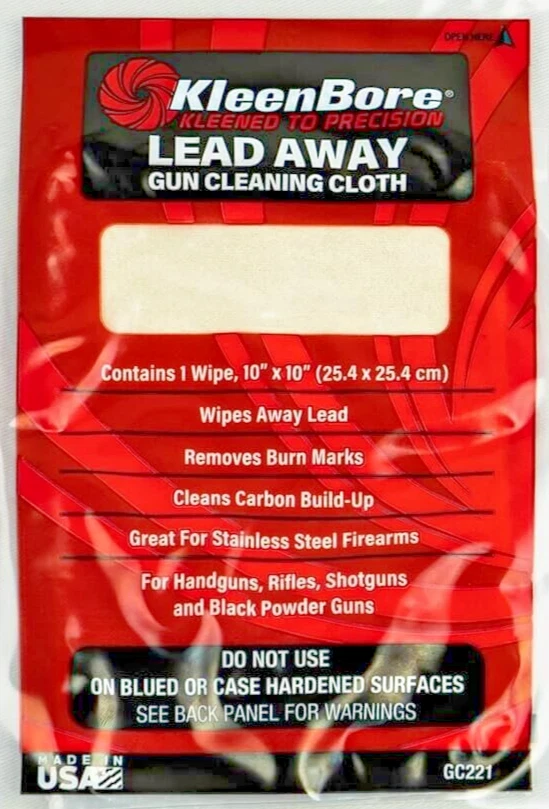 OPEN HERE
KleenBore®
KLEENED TO PRECISION
LEAD AWAY
GUN CLEANING CLOTH
Contains 1 Wipe, 10” x 10” (25.4 x 25.4 cm)
Wipes Away Lead
Removes Burn Marks
Cleans Carbon Build-Up
Great For Stainless Steel Firearms
For Handguns, Rifles, Shotguns
and Black Powder Guns
DO NOT USE
ON BLUED OR CASE HARDENED SURFACES
SEE BACK PANEL FOR WARNINGS
MADE IN
USA
GC221